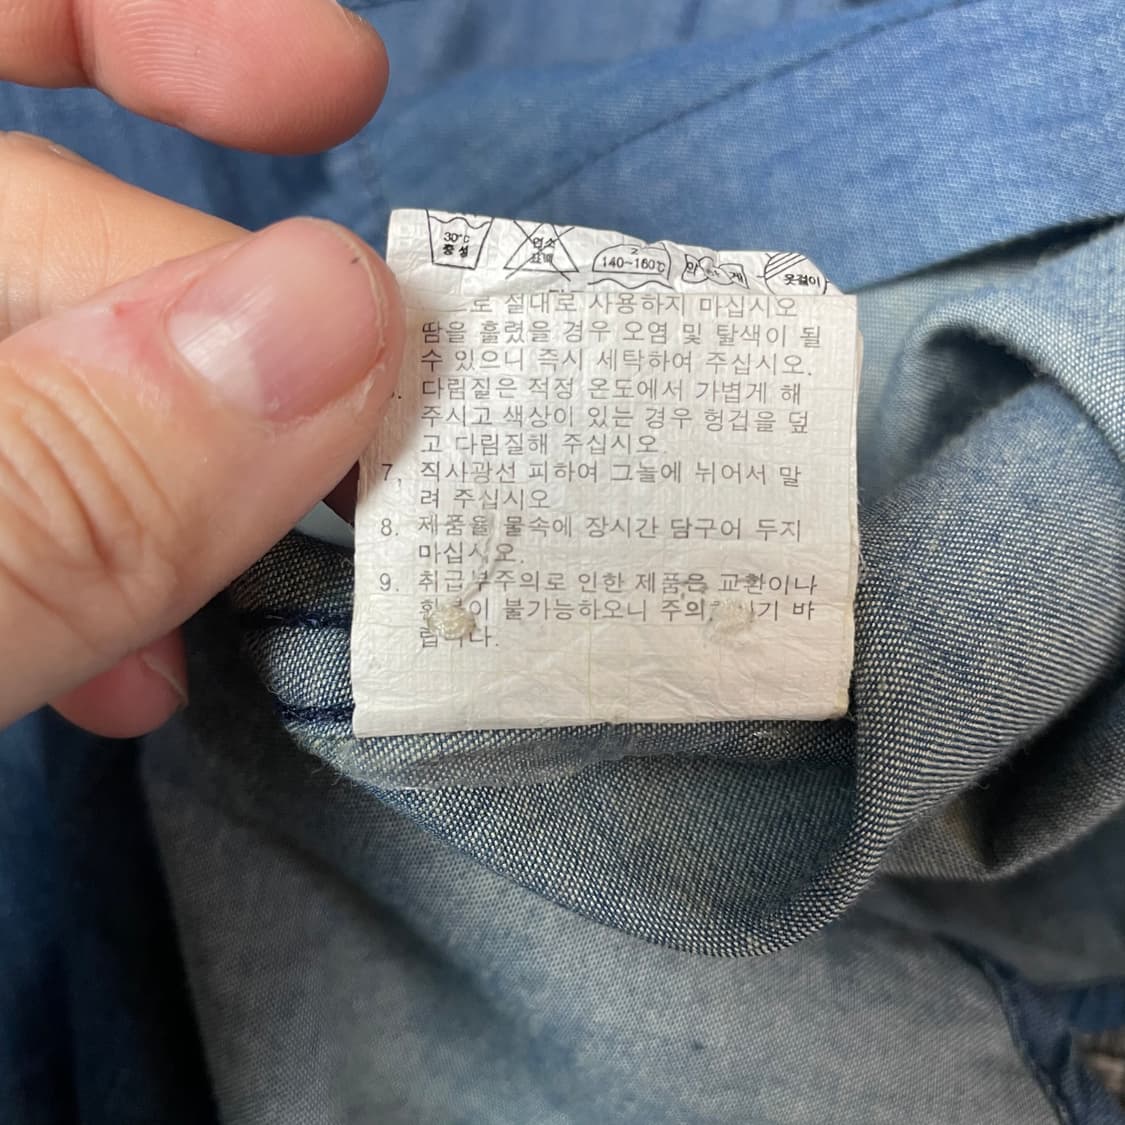 30℃ 중성
염소 표백
2 140~160℃
약하게
옷걸이
로 절대로 사용하지 마십시오
땀을 흘렸을 경우 오염 및 탈색이 될
수 있으니 즉시 세탁하여 주십시오.
다림질은 적정 온도에서 가볍게 해
주시고 색상이 있는 경우 헝겁을 덮
고 다림질해 주십시오.
7, 직사광선 피하여 그늘에 뉘어서 말
려 주십시오
8. 제품을 물속에 장시간 담구어 두지
마십시오.
9. 취급부주의로 인한 제품은 교환이나
불가능하오니 바
랍니다.